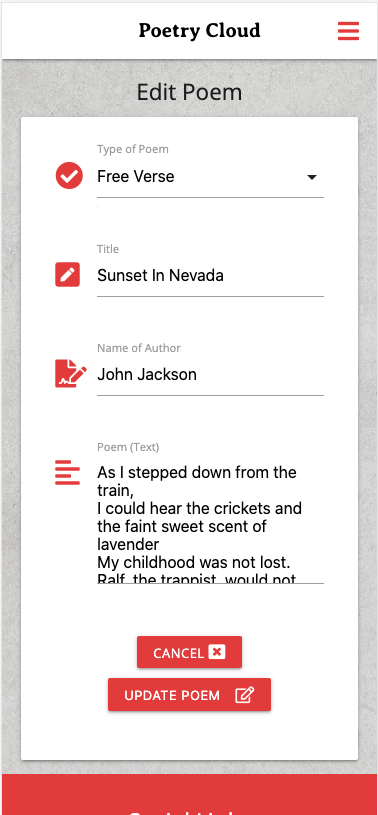 Poetry Cloud
Edit Poem
Type of Poem
Free Verse
Title
Sunset In Nevada
Name of Author
John Jackson
Poem (Text)
As I stepped down from the
train,
I could hear the crickets and
the faint sweet scent of
lavender
My childhood was not lost.
Ralf, the trappist, would not
CANCEL
UPDATE POEM